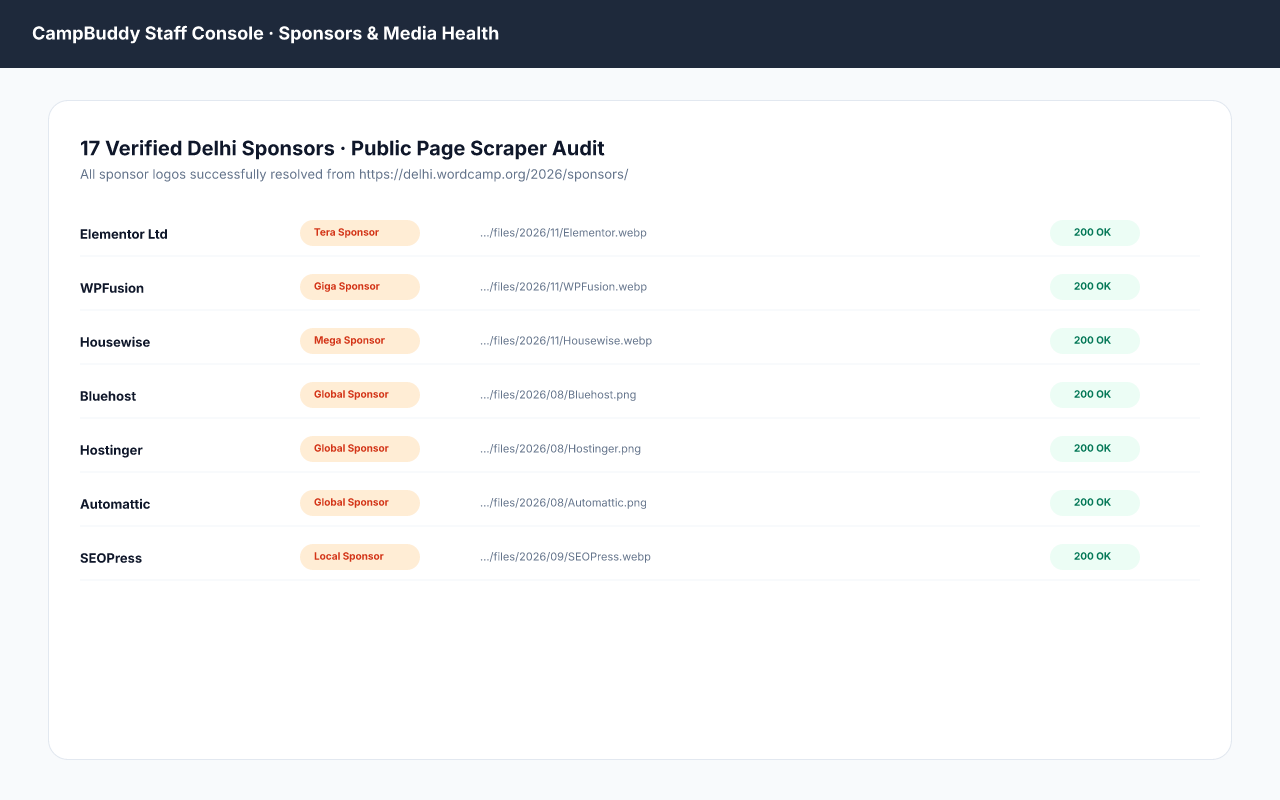 CampBuddy Staff Console · Sponsors & Media Health
17 Verified Delhi Sponsors · Public Page Scraper Audit
All sponsor logos successfully resolved from https://delhi.wordcamp.org/2026/sponsors/
Elementor Ltd Tera Sponsor .../files/2026/11/Elementor.webp 200 OK
WPFusion Giga Sponsor .../files/2026/11/WPFusion.webp 200 OK
Housewise Mega Sponsor .../files/2026/11/Housewise.webp 200 OK
Bluehost Global Sponsor .../files/2026/08/Bluehost.png 200 OK
Hostinger Global Sponsor .../files/2026/08/Hostinger.png 200 OK
Automattic Global Sponsor .../files/2026/08/Automattic.png 200 OK
SEOPress Local Sponsor .../files/2026/09/SEOPress.webp 200 OK